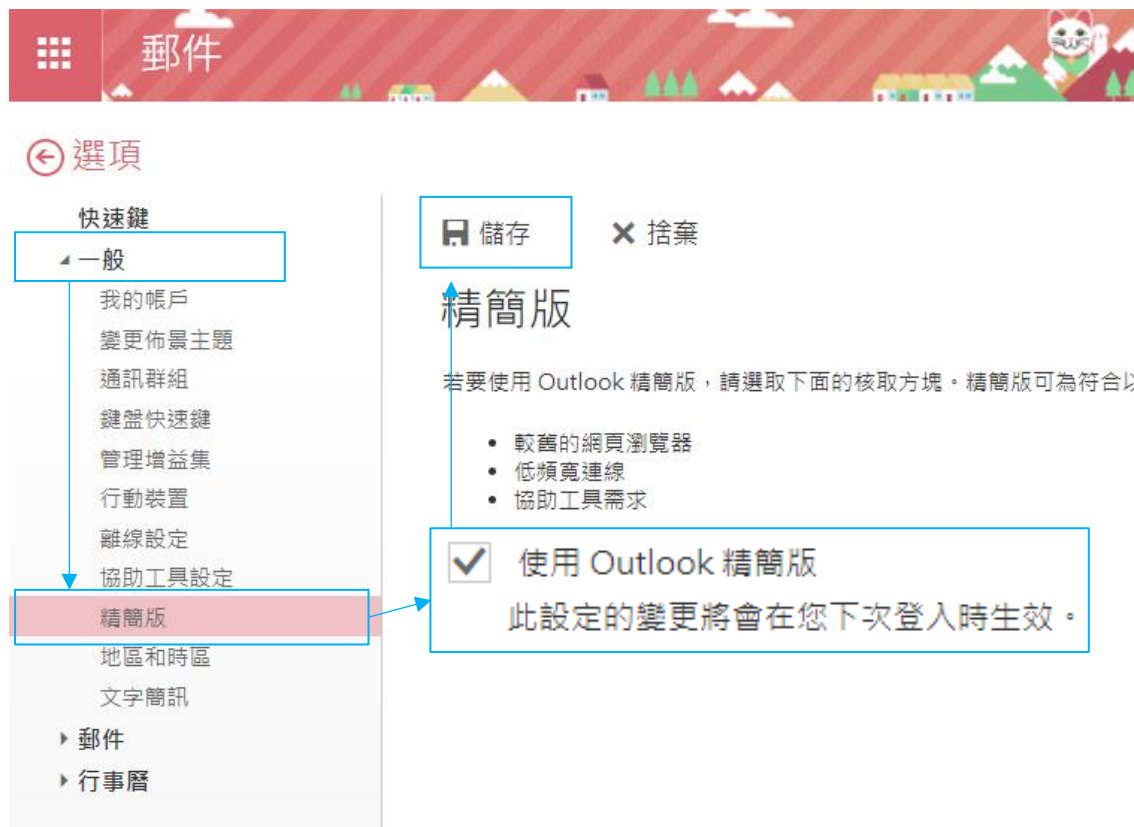 郵件
選項
快速鍵
一般
我的帳戶
變更佈景主題
通訊群組
鍵盤快速鍵
管理增益集
行動裝置
離線設定
協助工具設定
精簡版
地區和時區
文字簡訊
郵件
行事曆
儲存 捨棄
精簡版
若要使用 Outlook 精簡版，請選取下面的核取方塊。精簡版可為符合以
• 較舊的網頁瀏覽器
• 低頻寬連線
• 協助工具需求
使用 Outlook 精簡版
此設定的變更將會在您下次登入時生效。